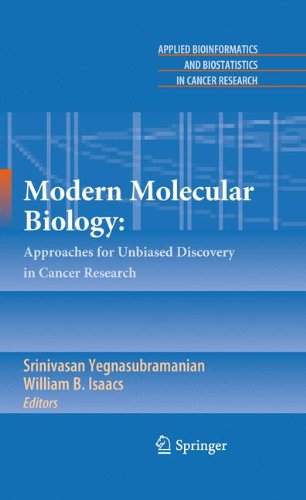 APPLIED BIOINFORMATICS
AND BIOSTATISTICS
IN CANCER RESEARCH
Modern Molecular
Biology:
Approaches for Unbiased Discovery
in Cancer Research
Srinivasan Yegnasubramanian
William B. Isaacs
Editors
Springer